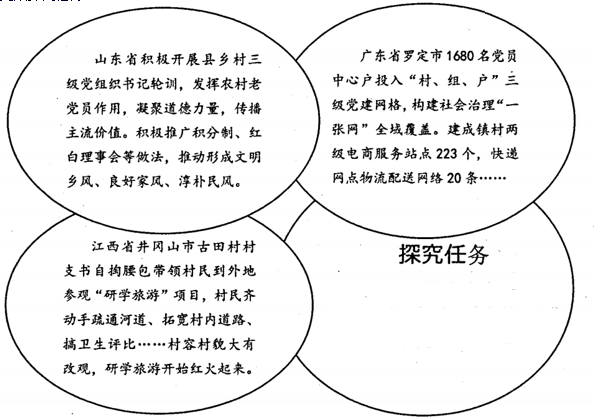 山东省积极开展县乡村三
级党组织书记轮训，发挥农村老
党员作用，凝聚道德力量，传播
主流价值。积极推广积分制、红
白理事会等做法，推动形成文明
乡风、良好家风、淳朴民风。
广东省罗定市1680名党员
中心户投入“村、组、户”三
级党建网格，构建社会治理“一
张网”全域覆盖。建成镇村两
级电商服务站点223个，快递
网点物流配送网络20条……
江西省井冈山市古田村村
支书自掏腰包带领村民到外地
参观“研学旅游”项目，村民齐
动手疏通河道、拓宽村内道路、
搞卫生评比……村容村貌大有
改观，研学旅游开始红火起来。
探究任务